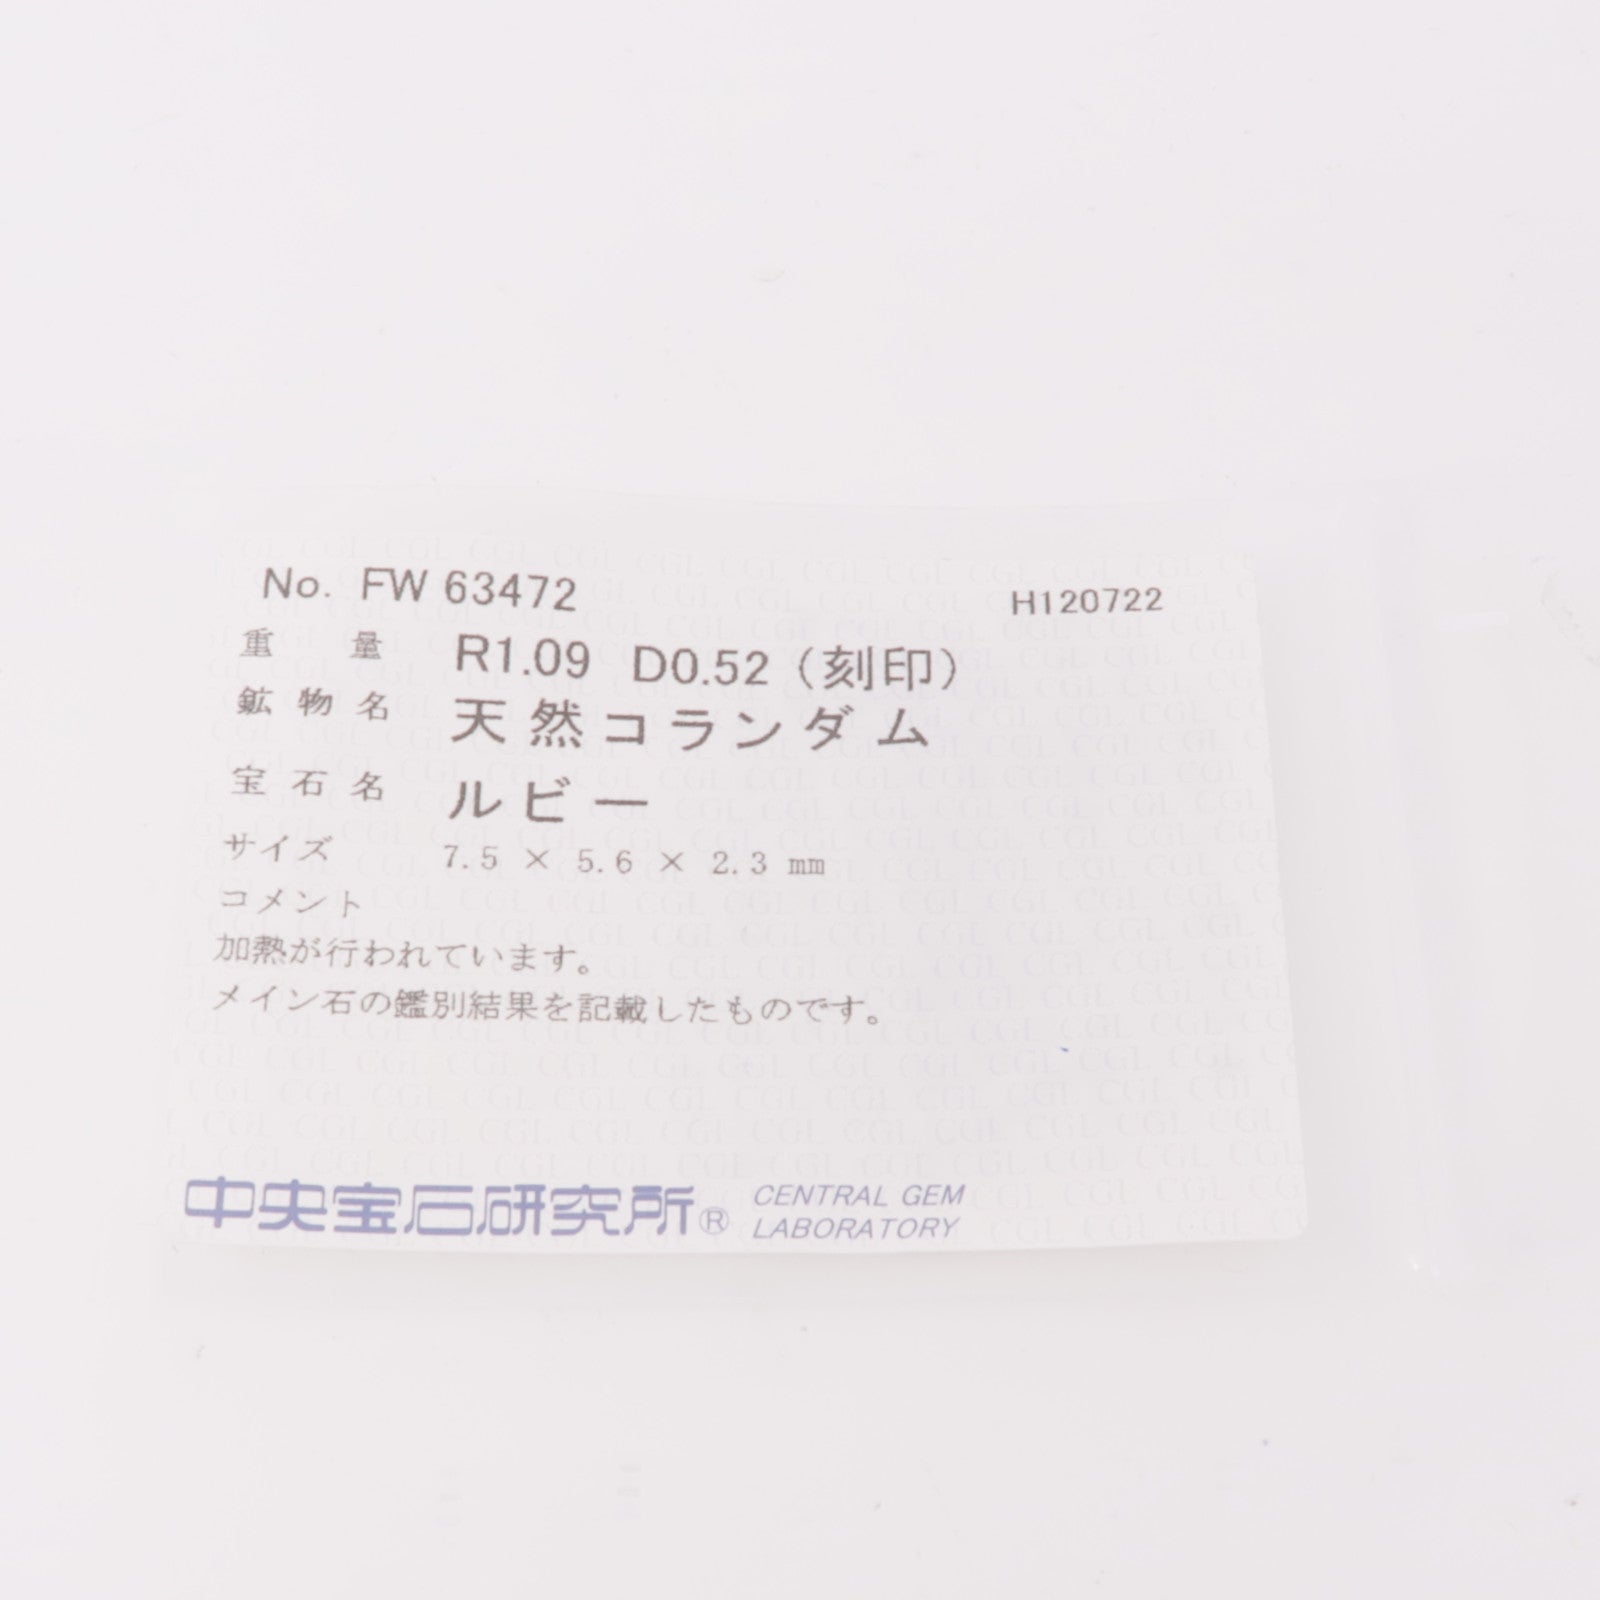 No. FW 63472 H120722
重量 R1.09 D0.52（刻印）
鉱物名 天然コランダム
宝石名 ルビー
サイズ 7.5 × 5.6 × 2.3 mm
コメント
加熱が行われています。
メイン石の鑑別結果を記載したものです。
中央宝石研究所® CENTRAL GEM
LABORATORY